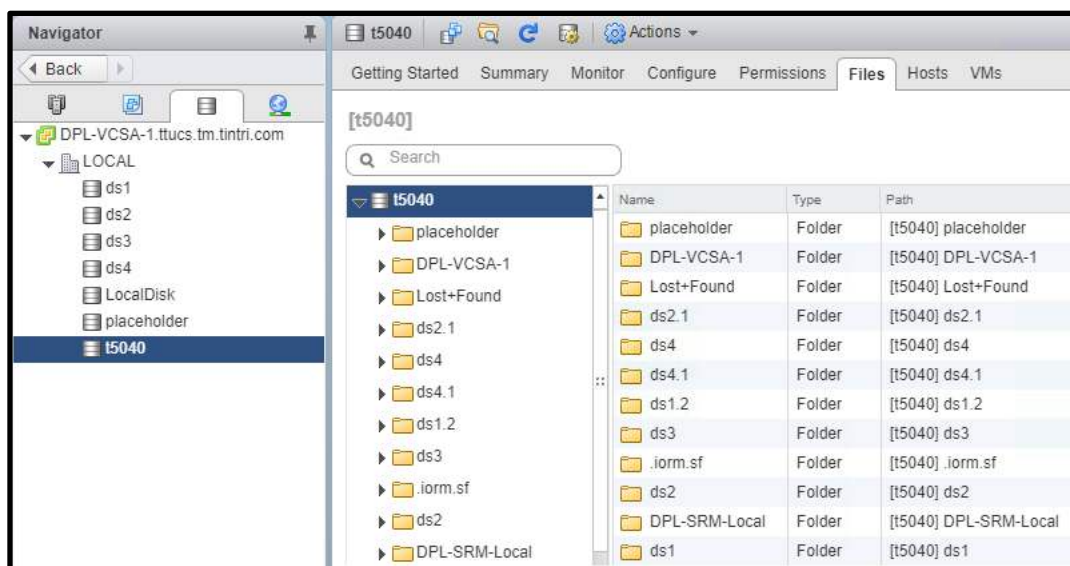 Navigator
Back
DPL-VCSA-1.ttucs.tm.tintri.com
LOCAL
ds1
ds2
ds3
ds4
LocalDisk
placeholder
t5040
t5040 Actions
Getting Started Summary Monitor Configure Permissions Files Hosts VMs
[t5040]
Search
t5040
placeholder
DPL-VCSA-1
Lost+Found
ds2.1
ds4
ds4.1
ds1.2
ds3
.iorm.sf
ds2
DPL-SRM-Local
Name Type Path
placeholder Folder [t5040] placeholder
DPL-VCSA-1 Folder [t5040] DPL-VCSA-1
Lost+Found Folder [t5040] Lost+Found
ds2.1 Folder [t5040] ds2.1
ds4 Folder [t5040] ds4
ds4.1 Folder [t5040] ds4.1
ds1.2 Folder [t5040] ds1.2
ds3 Folder [t5040] ds3
.iorm.sf Folder [t5040] .iorm.sf
ds2 Folder [t5040] ds2
DPL-SRM-Local Folder [t5040] DPL-SRM-Local
ds1 Folder [t5040] ds1